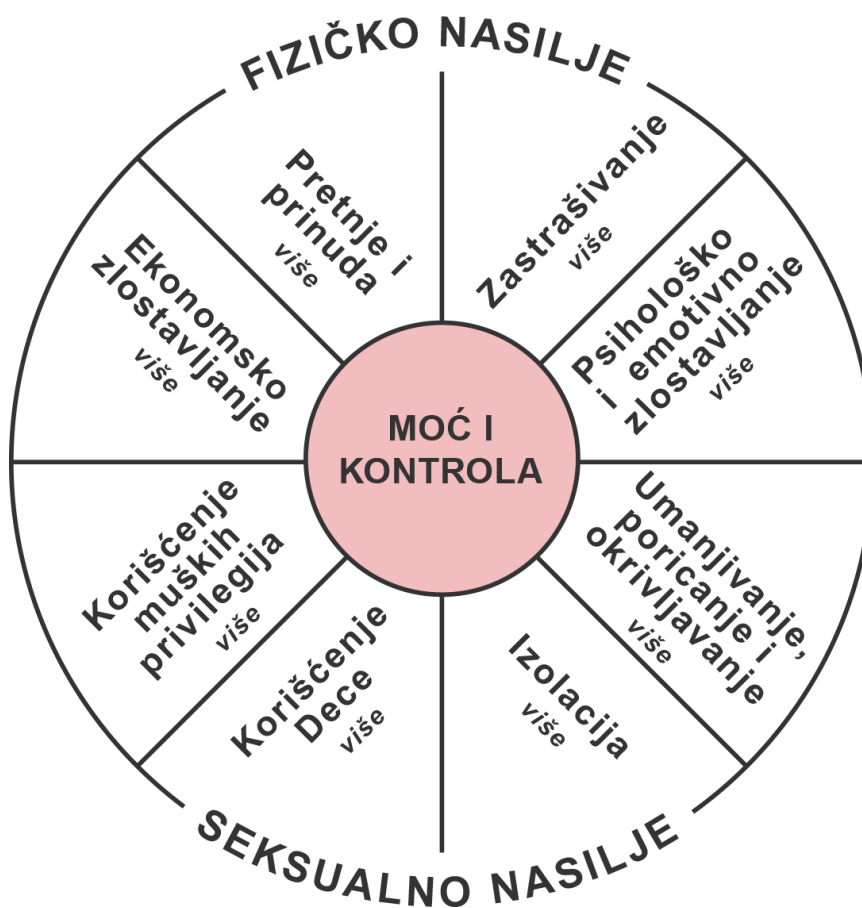 FIZIČKO NASILJE
Pretnje i
prinuda
više
Zastrašivanje
više
Psihološko
i emotivno
zlostavljanje
više
Umanjivanje,
poricanje i
okrivljavanje
više
Izolacija
više
Korišćenje
Dece
više
Korišćenje
muških
privilegija
više
Ekonomsko
zlostavljanje
više
MOĆ I
KONTROLA
SEKSUALNO NASILJE